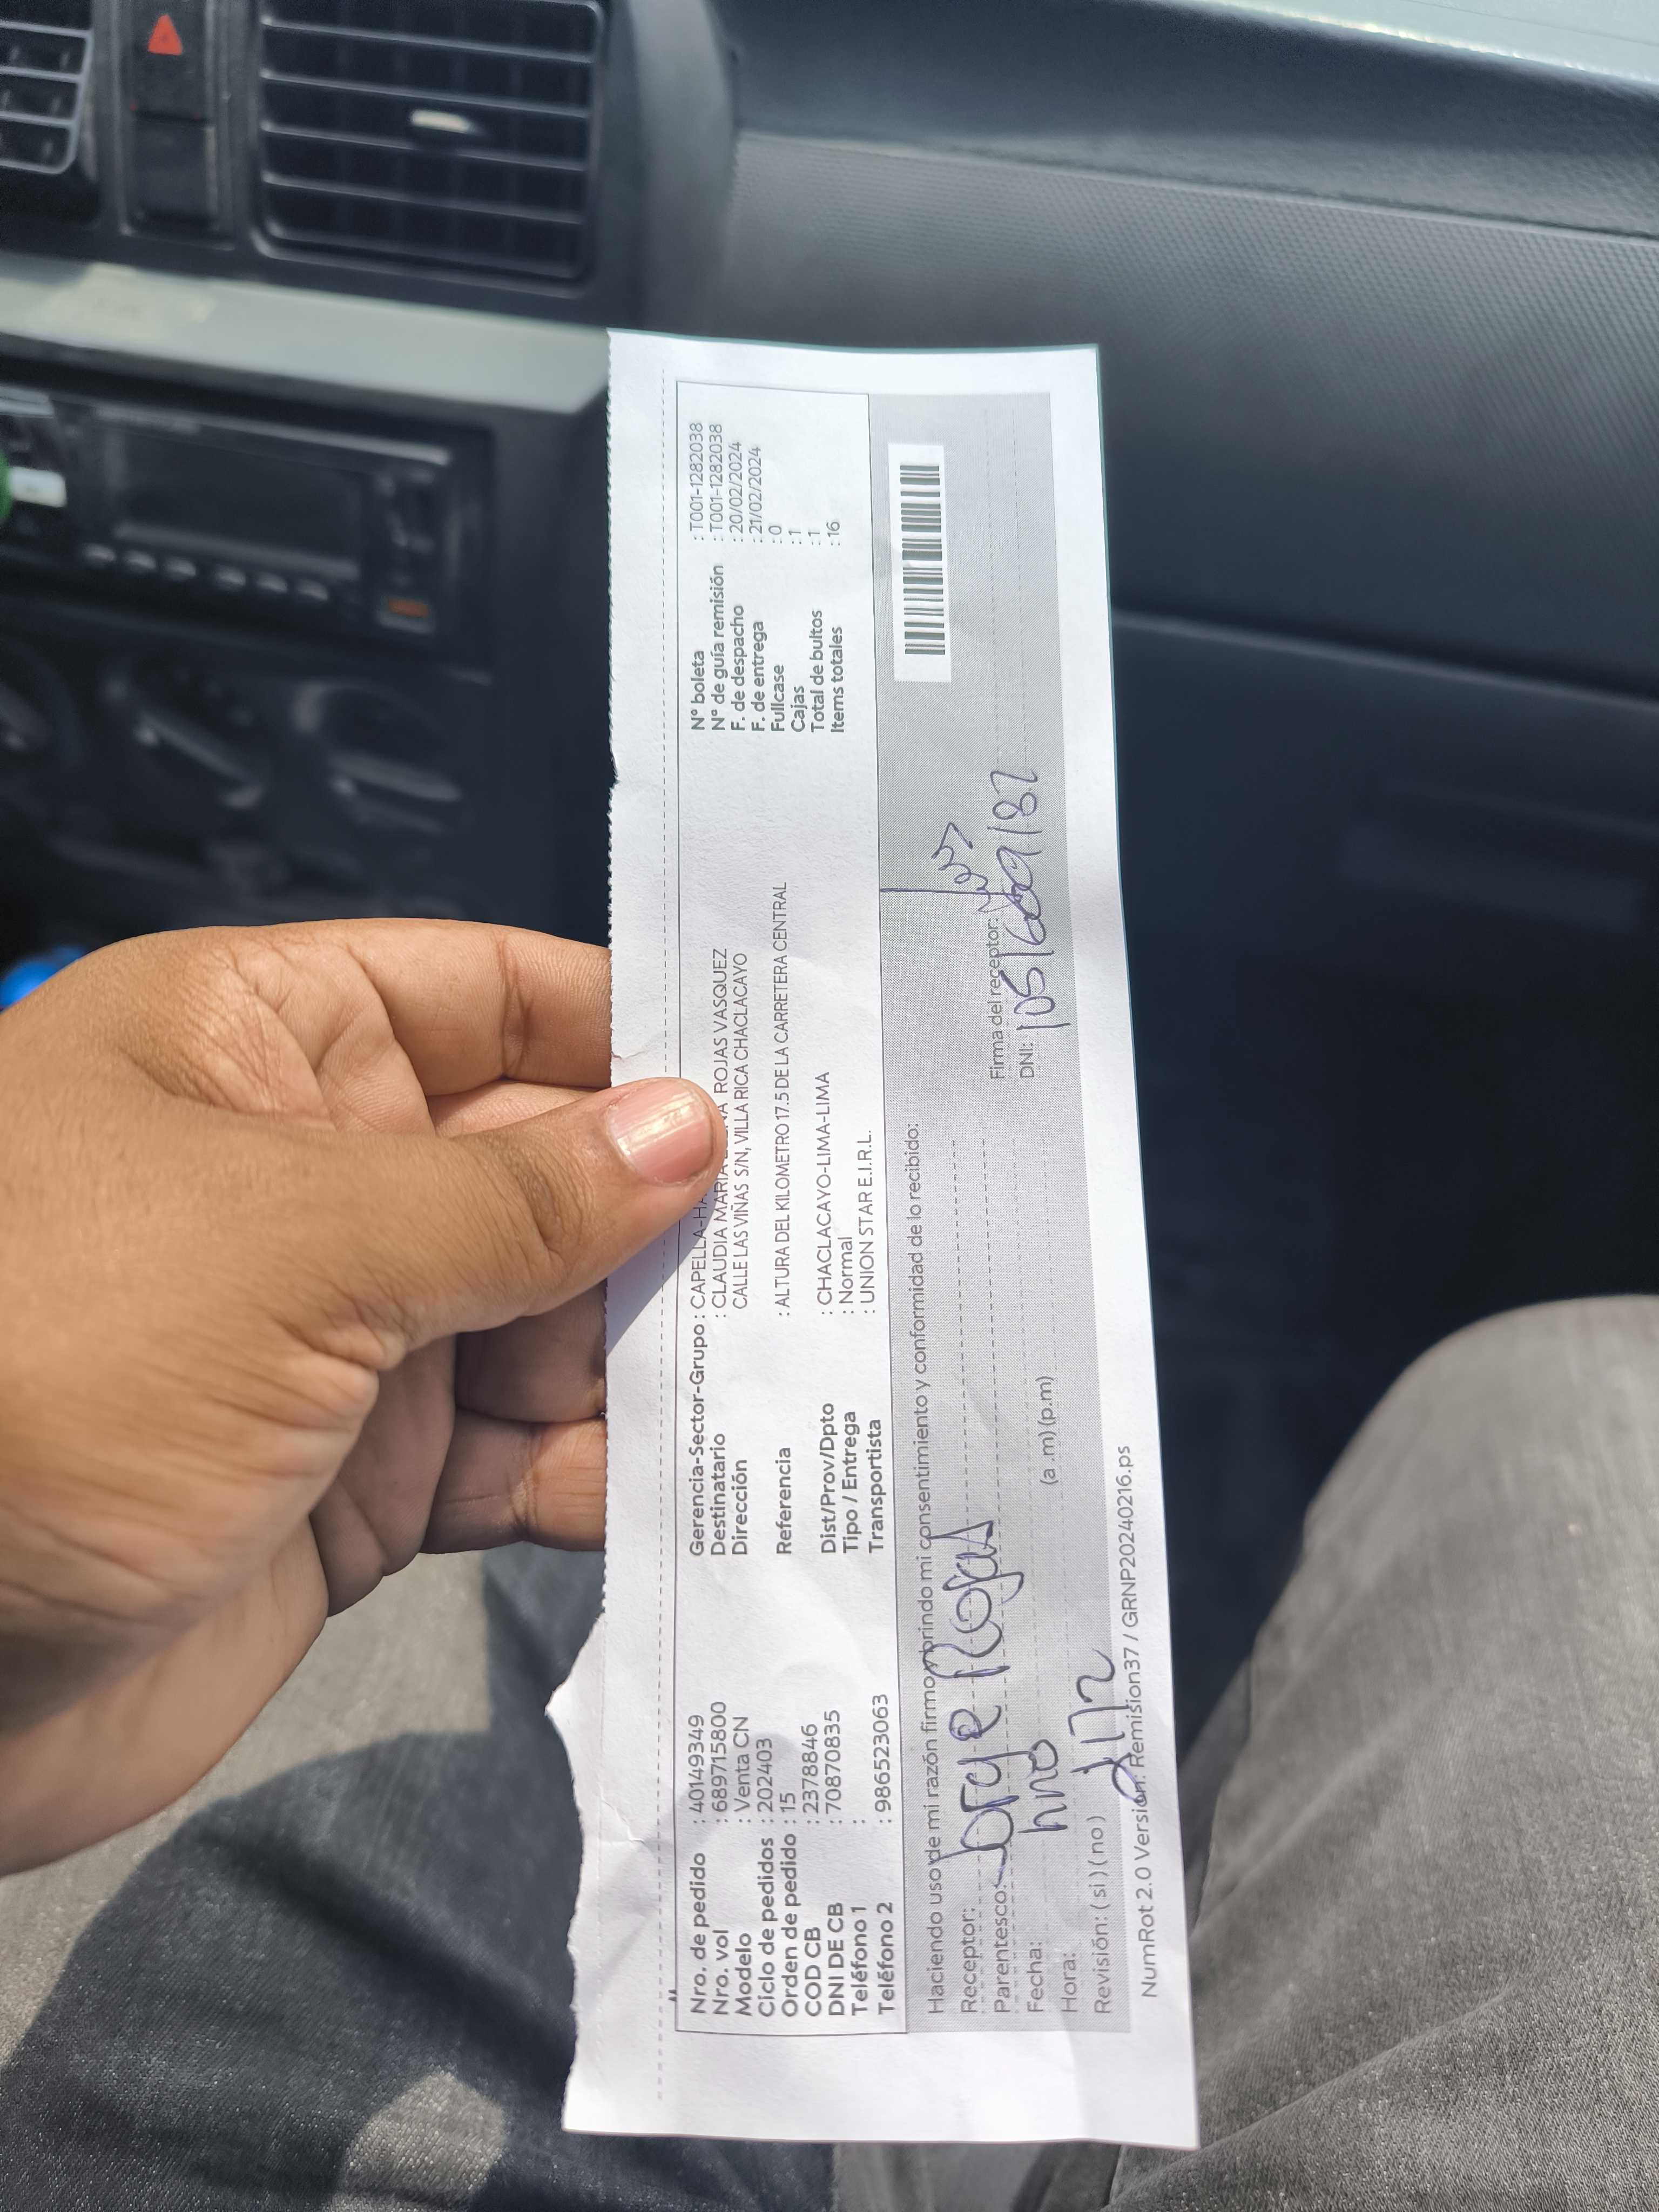 Nro. de pedido : 40149349
Nro. vol : 689715800
Modelo : Venta CN
Ciclo de pedidos : 202403
Orden de pedido : 15
COD CB : 2378846
DNI DE CB : 70870835
Teléfono 1 :
Teléfono 2 : 986523063
Gerencia-Sector-Grupo : CAPELLA-
Destinatario : CLAUDIA MARIA ROJAS VASQUEZ
Dirección CALLE LAS VIÑAS S/N, VILLA RICA CHACLACAYO
Referencia : ALTURA DEL KILOMETRO 17.5 DE LA CARRETERA CENTRAL
Dist/Prov/Dpto : CHACLACAYO-LIMA-LIMA
Tipo / Entrega : Normal
Transportista : UNION STAR E.I.R.L.
N° boleta : T001-1282038
N° de guía remisión : T001-1282038
F. de despacho : 20/02/2024
F. de entrega : 21/02/2024
Fullcase : 0
Cajas : 1
Total de bultos : 1
Items totales : 16
Haciendo uso de mi razón firmo brindo mi consentimiento y conformidad de lo recibido:
Receptor: Jorge Rojas
Parentesco: hno
Fecha:
Hora: (a .m) (p.m)
Revisión: ( si ) ( no )
Firma del receptor:
DNI:
NumRot 2.0 Versión: Remision37 / GRNP20240216.ps